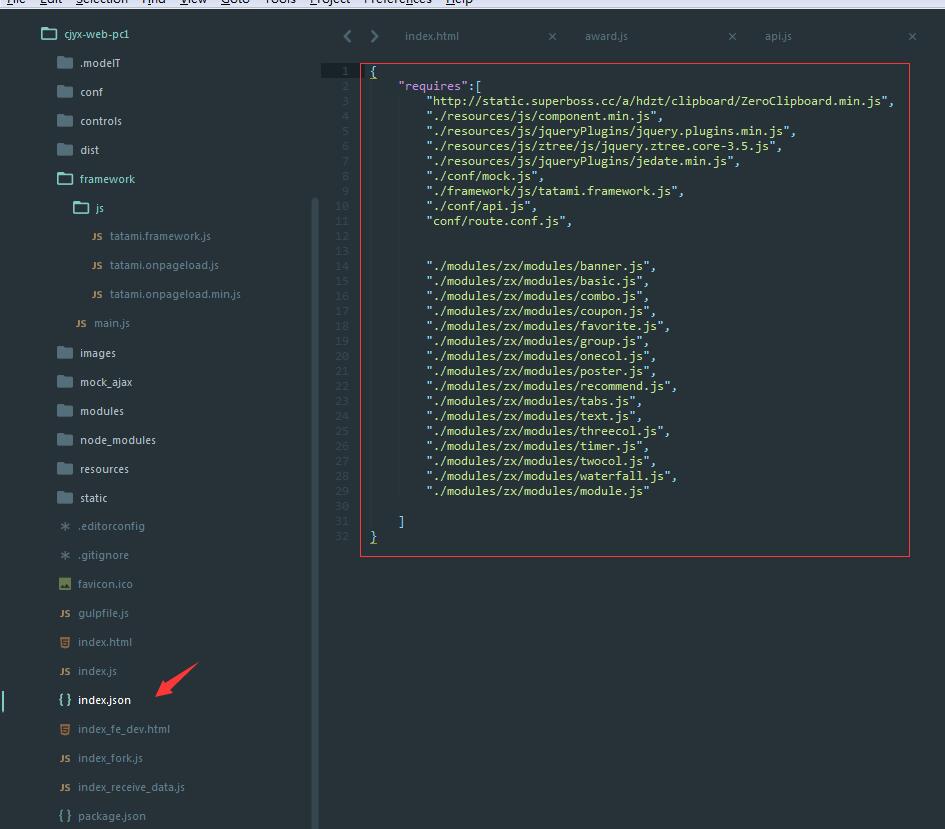 File Edit Selection Find View Goto Tools Project Preferences Help
cjyx-web-pc1
.modelT
conf
controls
dist
framework
js
JS tatami.framework.js
JS tatami.onpageload.js
JS tatami.onpageload.min.js
JS main.js
images
mock_ajax
modules
node_modules
resources
static
.editorconfig
.gitignore
favicon.ico
JS gulpfile.js
index.html
JS index.js
{} index.json
index_fe_dev.html
JS index_fork.js
JS index_receive_data.js
{} package.json
index.html × award.js × api.js ×
1 {
2 "requires":[
3 "http://static.superboss.cc/a/hdzt/clipboard/ZeroClipboard.min.js",
4 "./resources/js/component.min.js",
5 "./resources/js/jqueryPlugins/jquery.plugins.min.js",
6 "./resources/js/ztree/js/jquery.ztree.core-3.5.js",
7 "./resources/js/jqueryPlugins/jedate.min.js",
8 "./conf/mock.js",
9 "./framework/js/tatami.framework.js",
10 "./conf/api.js",
11 "conf/route.conf.js",
12
13
14 "./modules/zx/modules/banner.js",
15 "./modules/zx/modules/basic.js",
16 "./modules/zx/modules/combo.js",
17 "./modules/zx/modules/coupon.js",
18 "./modules/zx/modules/favorite.js",
19 "./modules/zx/modules/group.js",
20 "./modules/zx/modules/onecol.js",
21 "./modules/zx/modules/poster.js",
22 "./modules/zx/modules/recommend.js",
23 "./modules/zx/modules/tabs.js",
24 "./modules/zx/modules/text.js",
25 "./modules/zx/modules/threecol.js",
26 "./modules/zx/modules/timer.js",
27 "./modules/zx/modules/twocol.js",
28 "./modules/zx/modules/waterfall.js",
29 "./modules/zx/modules/module.js"
30
31 ]
32 }